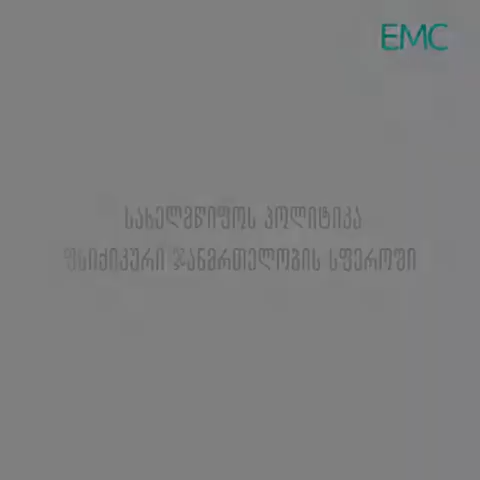 EMC
სახელმწიფოს პოლიტიკა
ფსიქიკური ჯანმრთელობის სფეროში